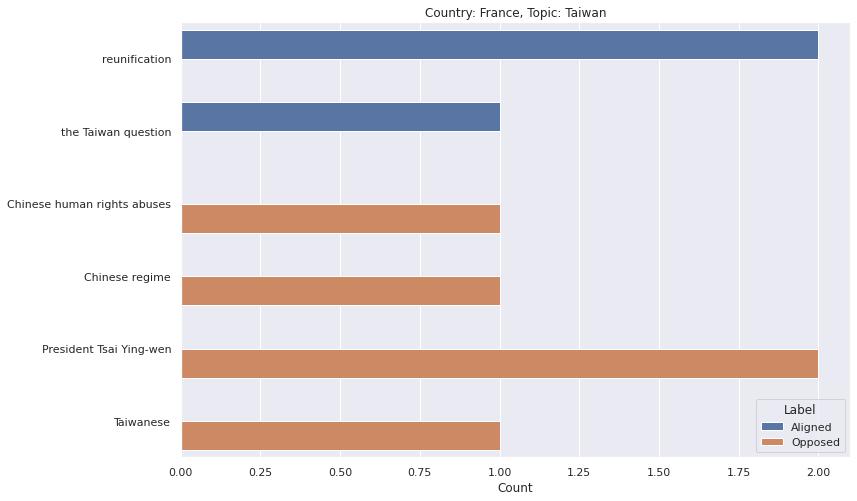 Country: France, Topic: Taiwan
reunification
the Taiwan question
Chinese human rights abuses
Chinese regime
President Tsai Ying-wen
Taiwanese
Label
Aligned
Opposed
0.00 0.25 0.50 0.75 1.00 1.25 1.50 1.75 2.00
Count